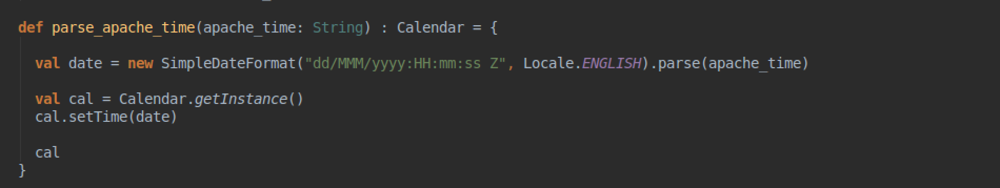 def parse_apache_time(apache_time: String) : Calendar = {
val date = new SimpleDateFormat("dd/MMM/yyyy:HH:mm:ss Z", Locale.ENGLISH).parse(apache_time)
val cal = Calendar.getInstance()
cal.setTime(date)
cal
}